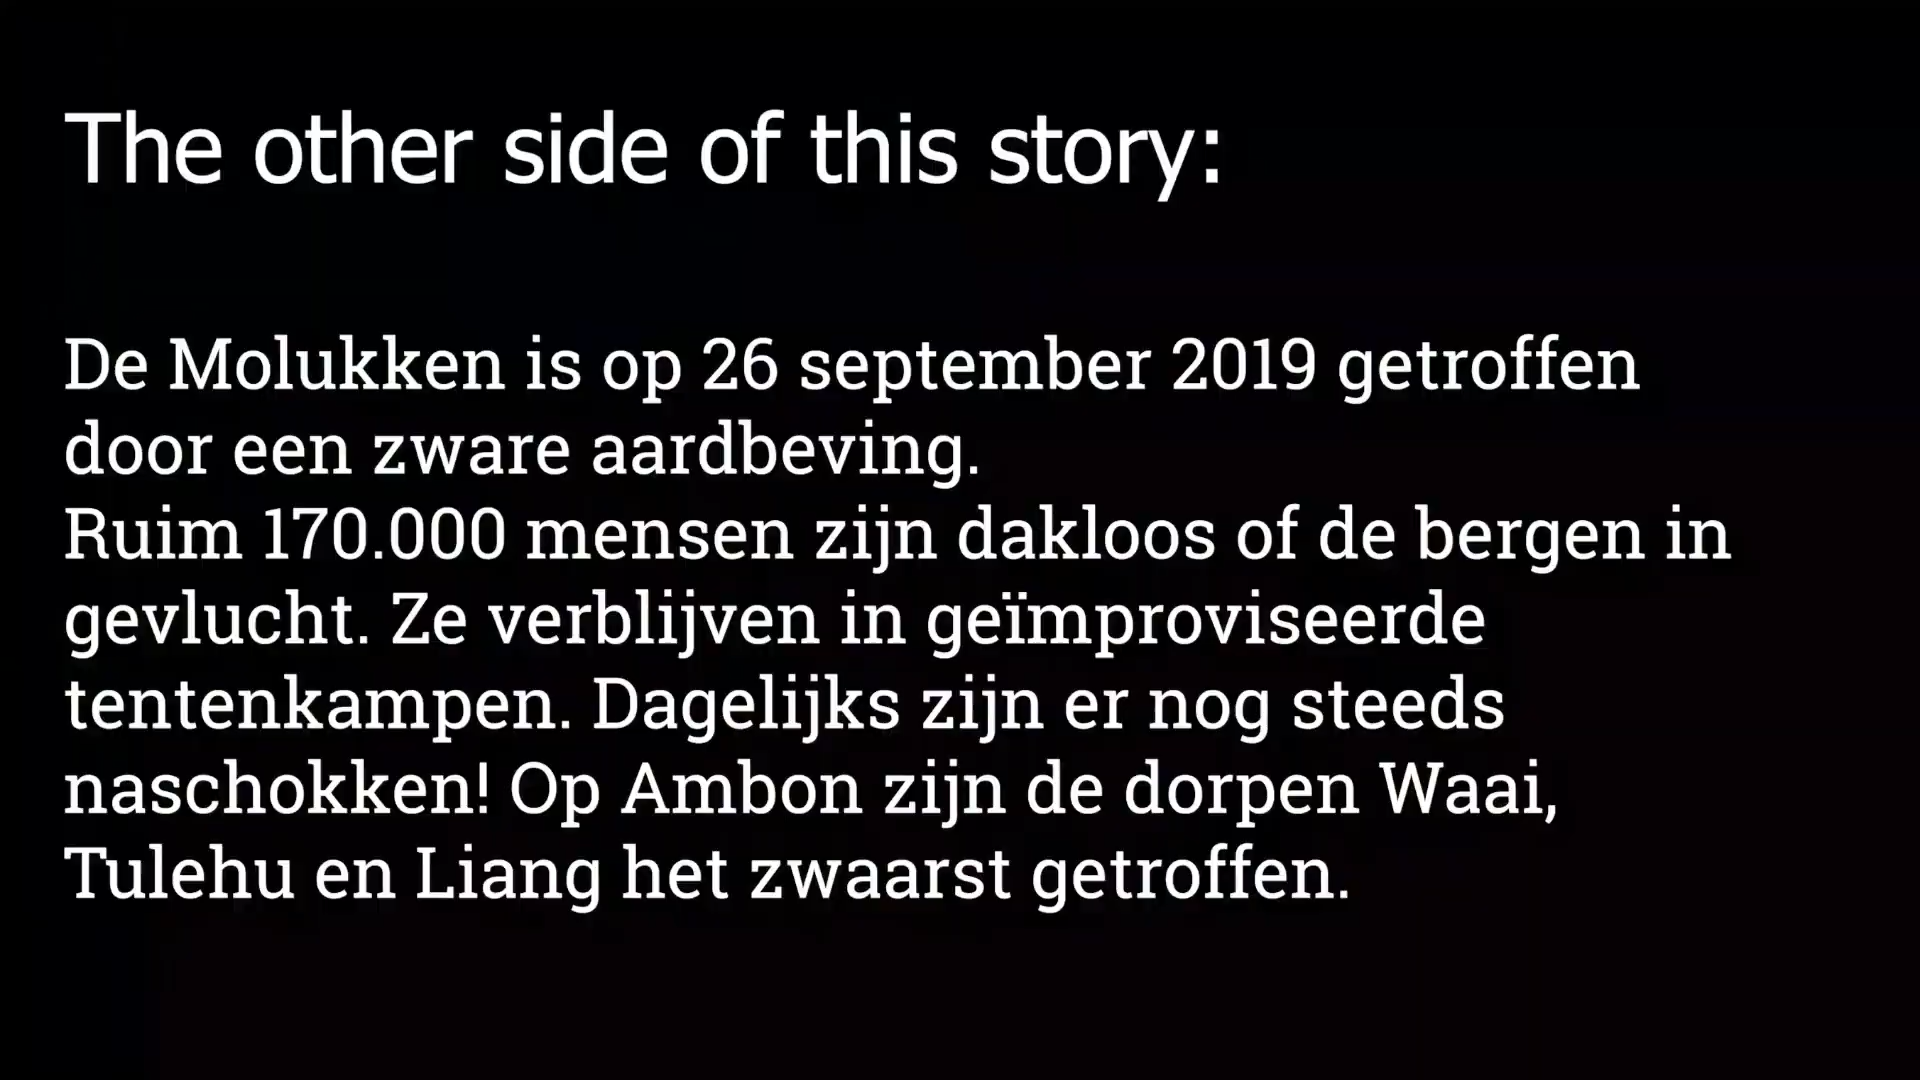 The other side of this story:
De Molukken is op 26 september 2019 getroffen
door een zware aardbeving.
Ruim 170.000 mensen zijn dakloos of de bergen in
gevlucht. Ze verblijven in geïmproviseerde
tentenkampen. Dagelijks zijn er nog steeds
naschokken! Op Ambon zijn de dorpen Waai,
Tulehu en Liang het zwaarst getroffen.